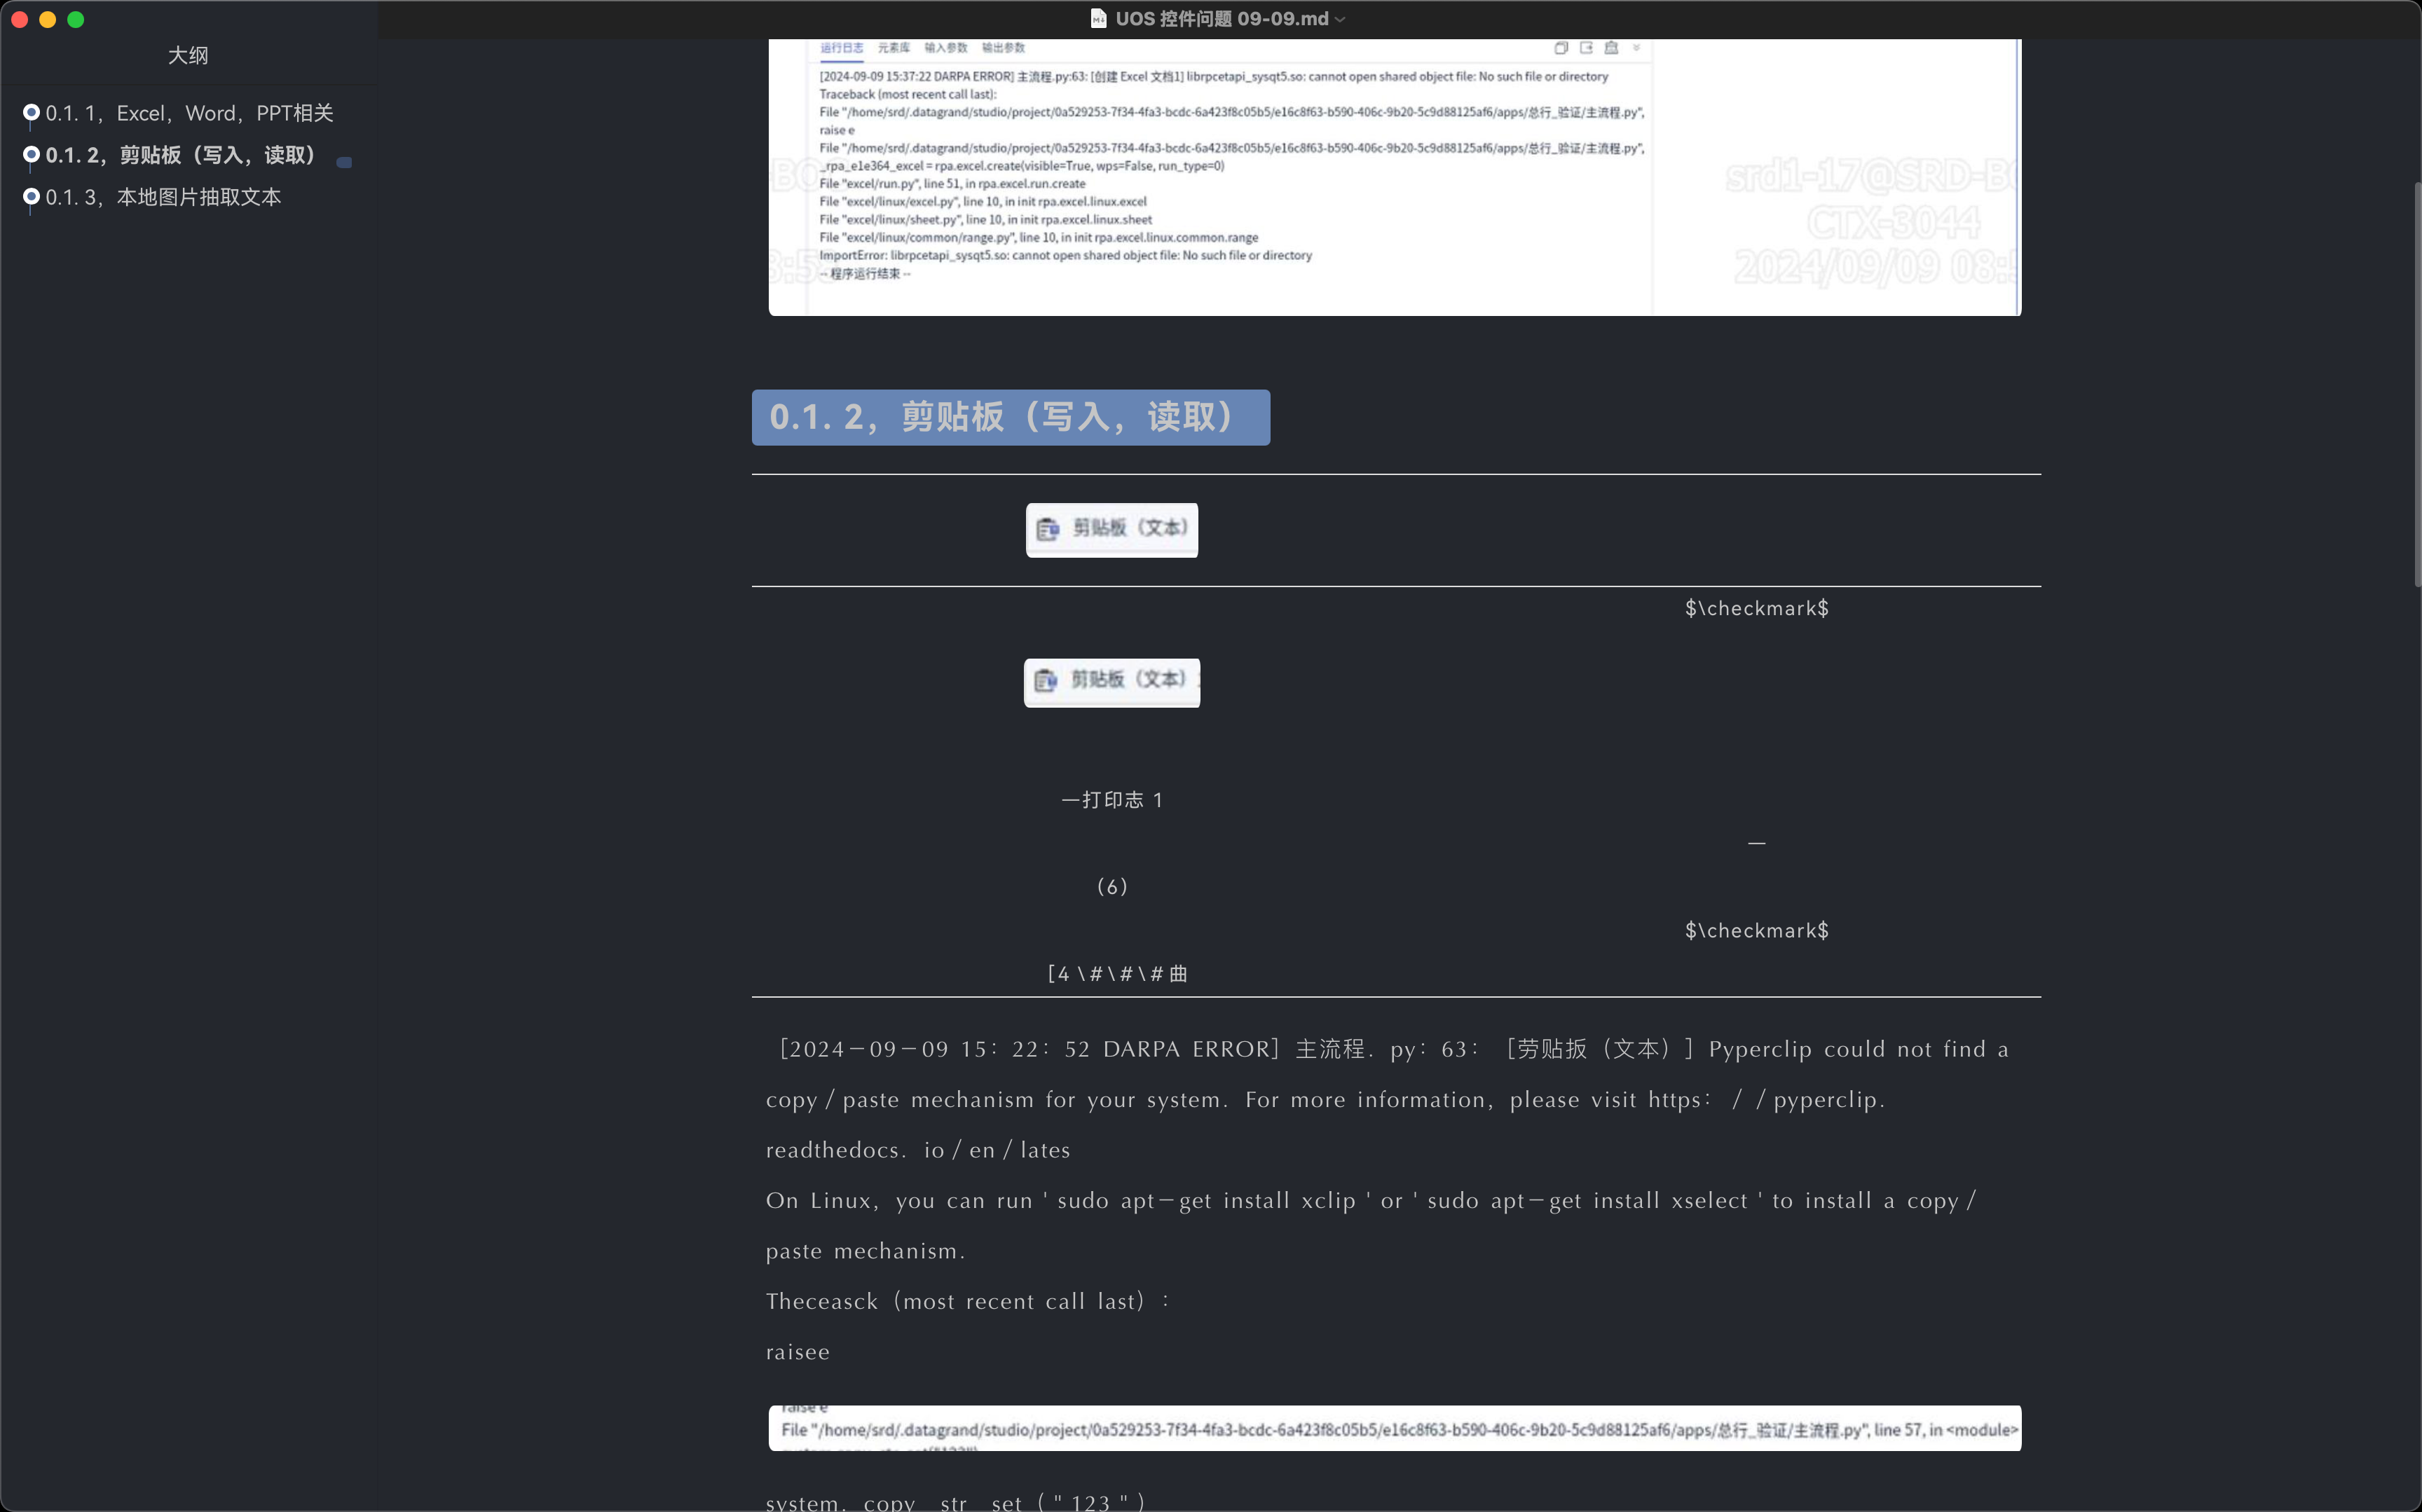 UOS 控件问题 09-09.md
大纲
0.1. 1，Excel，Word，PPT相关
0.1. 2，剪贴板（写入，读取）
0.1. 3，本地图片抽取文本
运行日志 元素库 输入参数 输出参数
[2024-09-09 15:37:22 DARPA ERROR] 主流程.py:63: [创建 Excel 文档1] librpcetapi_sysqt5.so: cannot open shared object file: No such file or directory
Traceback (most recent call last):
File "/home/srd/.datagrand/studio/project/0a529253-7f34-4fa3-bcdc-6a423f8c05b5/e16c8f63-b590-406c-9b20-5c9d88125af6/apps/总行_验证/主流程.py",
raise e
File "/home/srd/.datagrand/studio/project/0a529253-7f34-4fa3-bcdc-6a423f8c05b5/e16c8f63-b590-406c-9b20-5c9d88125af6/apps/总行_验证/主流程.py",
_rpa_e1e364_excel = rpa.excel.create(visible=True, wps=False, run_type=0)
File "excel/run.py", line 51, in rpa.excel.run.create
File "excel/linux/excel.py", line 10, in init rpa.excel.linux.excel
File "excel/linux/sheet.py", line 10, in init rpa.excel.linux.sheet
File "excel/linux/common/range.py", line 10, in init rpa.excel.linux.common.range
ImportError: librpcetapi_sysqt5.so: cannot open shared object file: No such file or directory
-- 程序运行结束 --
srd1-17@SRD-B
CTX-3044
2024/09/09 08:5
0.1. 2，剪贴板（写入，读取）
剪贴板（文本）
$\checkmark$
剪贴板（文本）
一打印志 1
—
（6）
$\checkmark$
[4 \#\#\#曲
[2024－09－09 15：22：52 DARPA ERROR］主流程．py：63：［劳贴扳（文本）］Pyperclip could not find a
copy／paste mechanism for your system．For more information，please visit https：／／pyperclip．
readthedocs．io／en／lates
On Linux，you can run＇sudo apt－get install xclip＇or＇sudo apt－get install xselect＇to install a copy／
paste mechanism．
Theceasck（most recent call last）：
raisee
raise e
File "/home/srd/.datagrand/studio/project/0a529253-7f34-4fa3-bcdc-6a423f8c05b5/e16c8f63-b590-406c-9b20-5c9d88125af6/apps/总行_验证/主流程.py", line 57, in <module>
system．copy＿str＿set（＂123＂）